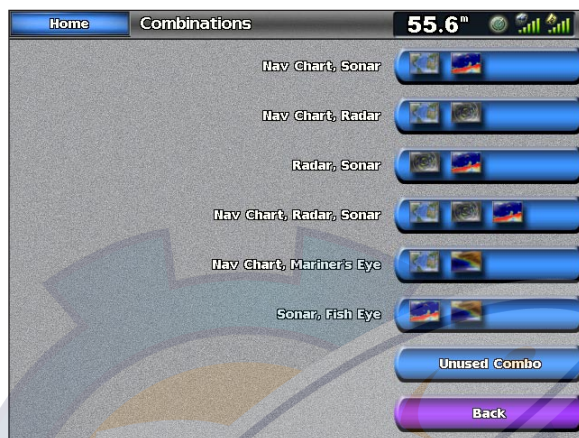 Home
Combinations
55.6m
Nav Chart, Sonar
Nav Chart, Radar
Radar, Sonar
Nav Chart, Radar, Sonar
Nav Chart, Mariner's Eye
Sonar, Fish Eye
Unused Combo
Back